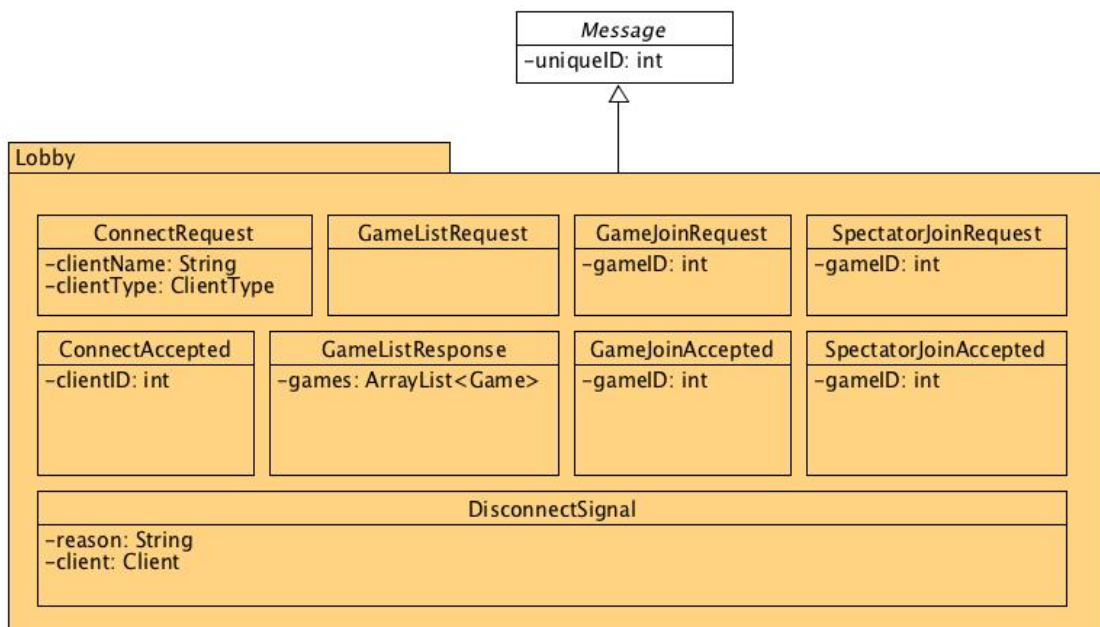 Message
-uniqueID: int
Lobby
ConnectRequest
-clientName: String
-clientType: ClientType
GameListRequest
GameJoinRequest
-gameID: int
SpectatorJoinRequest
-gameID: int
ConnectAccepted
-clientID: int
GameListResponse
-games: ArrayList<Game>
GameJoinAccepted
-gameID: int
SpectatorJoinAccepted
-gameID: int
DisconnectSignal
-reason: String
-client: Client